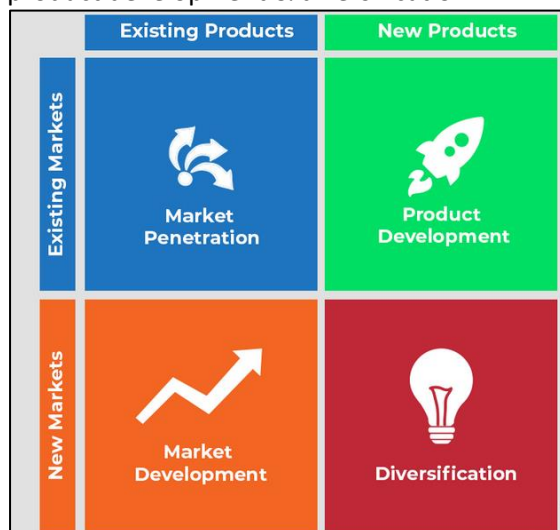 Existing Products
New Products
Existing Markets
Market
Penetration
Product
Development
New Markets
Market
Development
Diversification